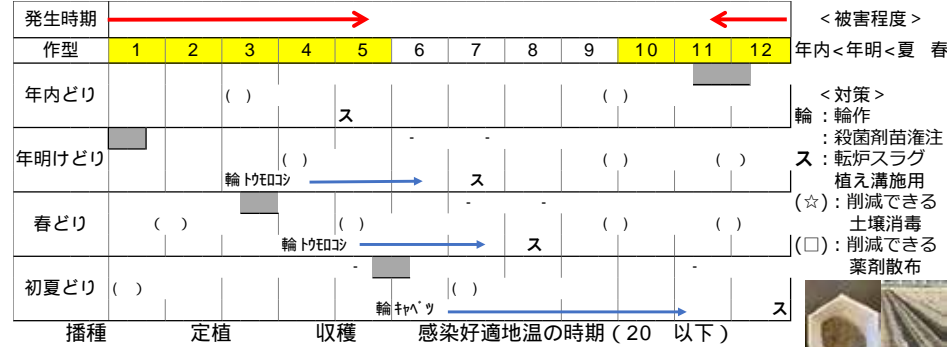 発生時期 <被害程度>
作型 1 2 3 4 5 6 7 8 9 10 11 12 年内<年明<夏 春
年内どり ( ) ( )
ス
<対策>
輪:輪作
:殺菌剤苗潅注
ス:転炉スラグ
植え溝施用
(☆):削減できる
土壌消毒
(□):削減できる
薬剤散布
年明けどり - -
( ) ( ) ( )
輪 トウモロコシ ス
春どり - -
( ) ( ) ( ) ( )
輪 トウモロコシ ス
初夏どり - -
( ) ( )
輪 キャベツ ス
播種 定植 収穫 感染好適地温の時期(20 以下)